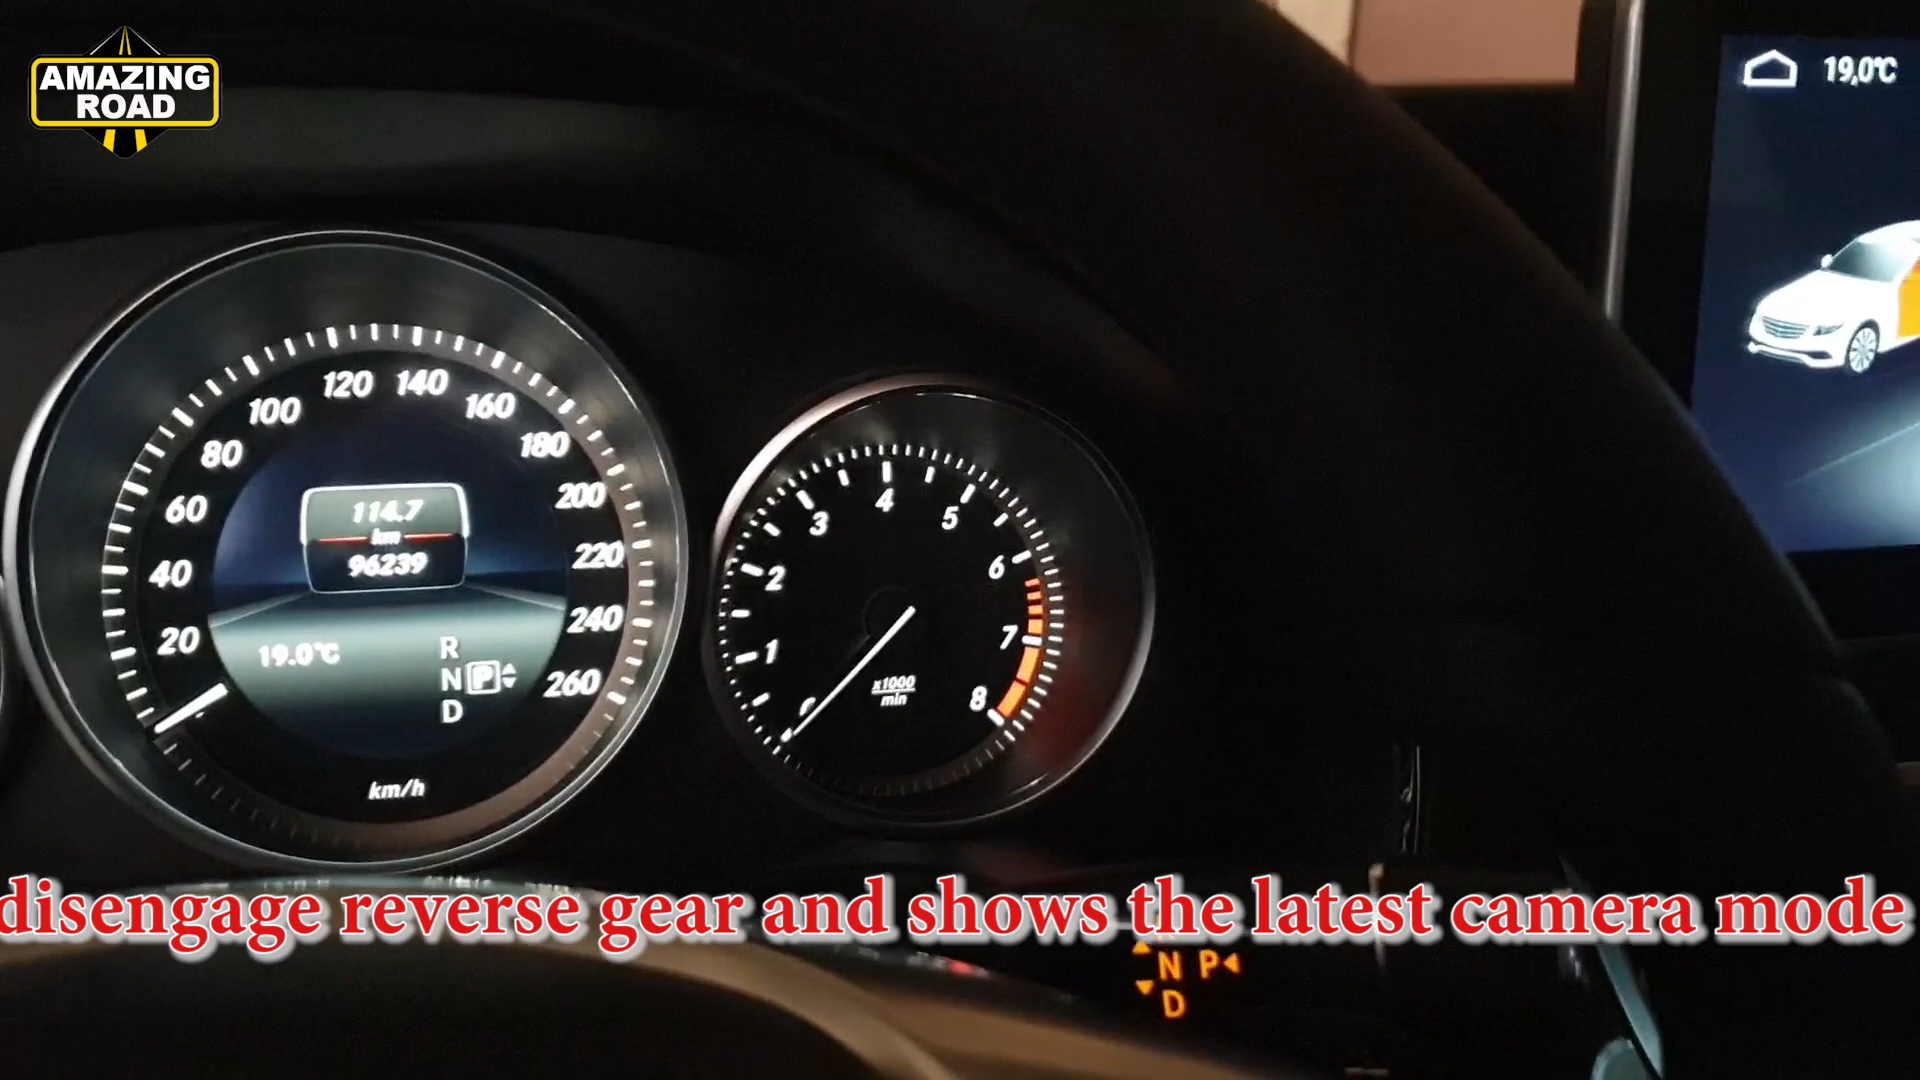 AMAZING
ROAD
19,0°C
20
40
60
80
100
120
140
160
180
200
220
240
260
114.7
km
96239
19.0°C
R
N P
D
km/h
0
1
2
3
4
5
6
7
8
x1000
min
disengage reverse gear and shows the latest camera mode
N P
D